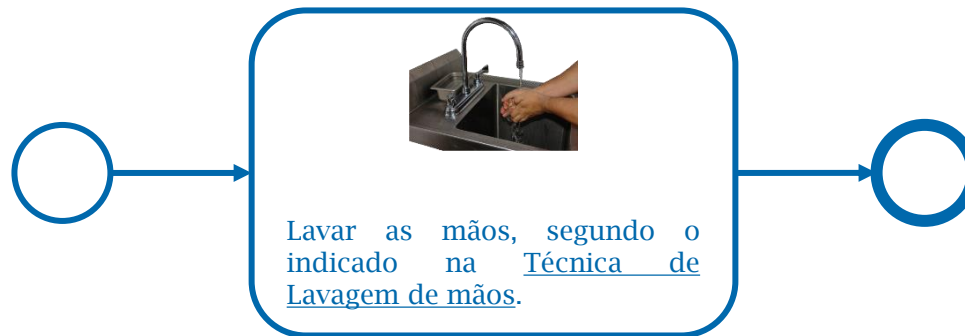 Lavar as mãos, segundo o
indicado na Técnica de
Lavagem de mãos.